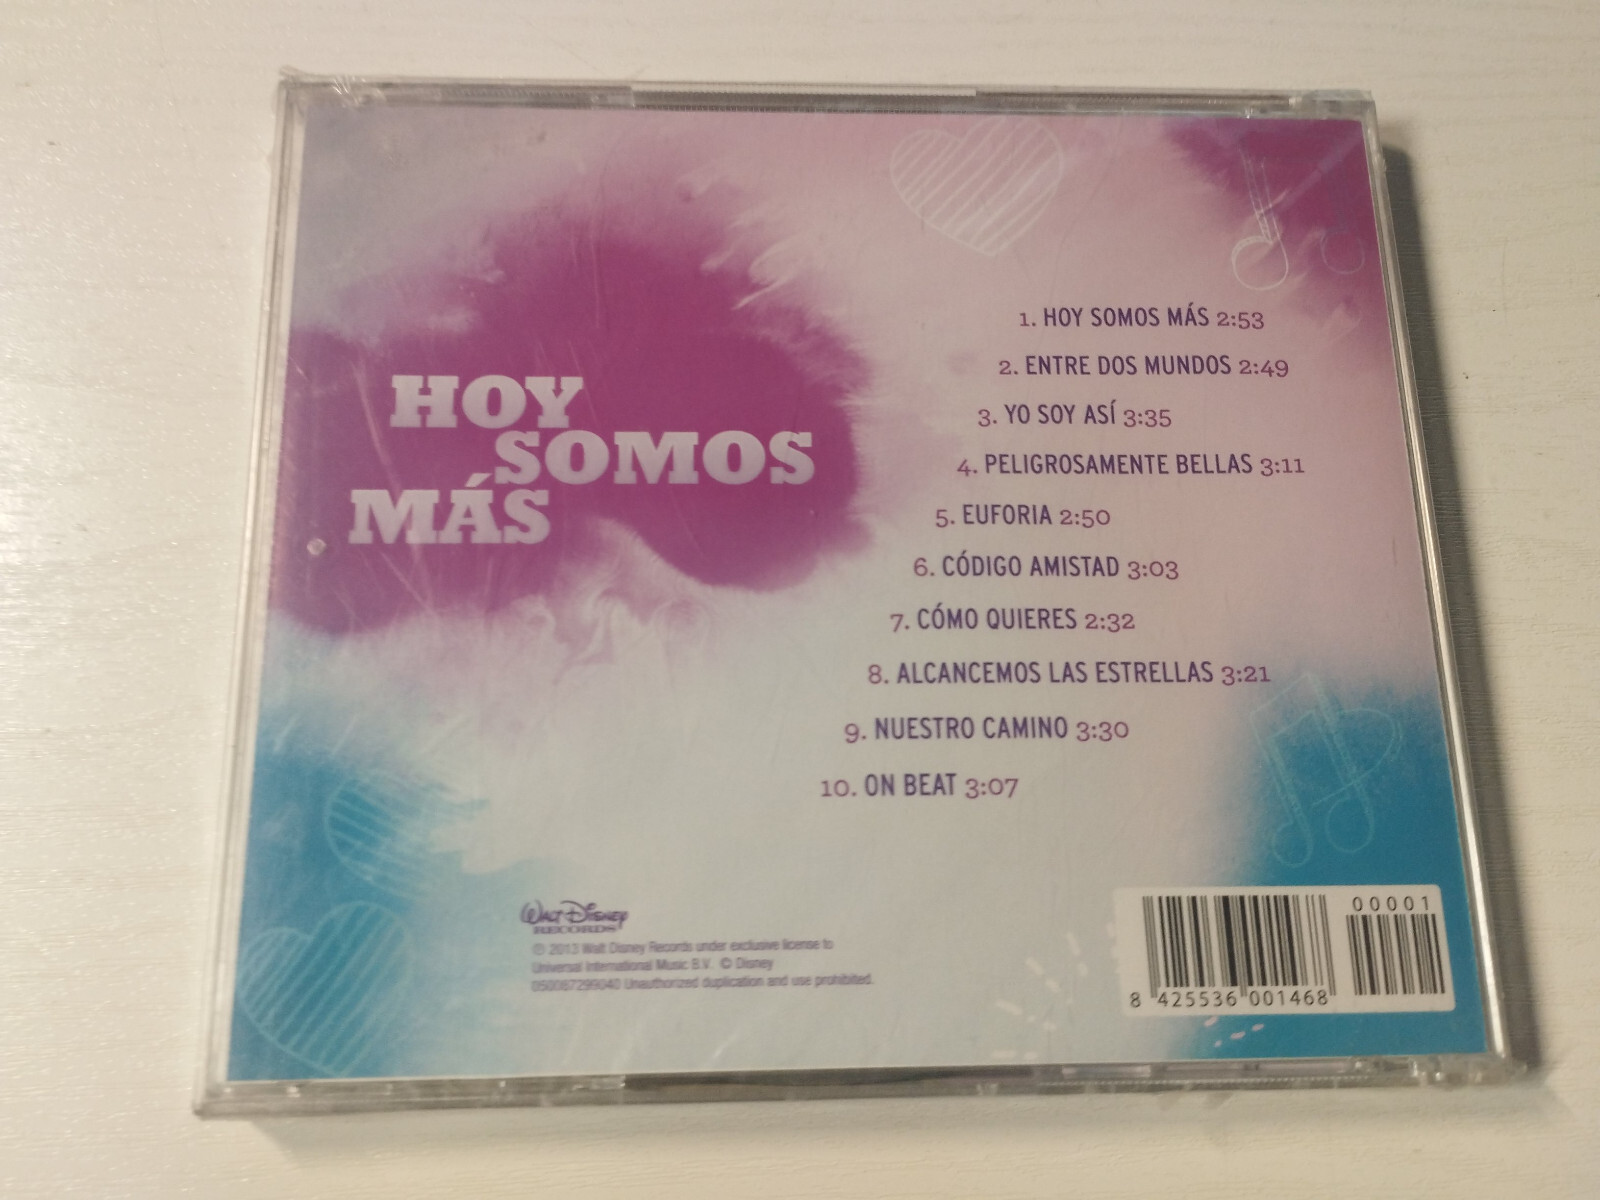 HOY
SOMOS
MÁS
1. HOY SOMOS MÁS 2:53
2. ENTRE DOS MUNDOS 2:49
3. YO SOY ASÍ 3:35
4. PELIGROSAMENTE BELLAS 3:11
5. EUFORIA 2:50
6. CÓDIGO AMISTAD 3:03
7. CÓMO QUIERES 2:32
8. ALCANCEMOS LAS ESTRELLAS 3:21
9. NUESTRO CAMINO 3:30
10. ON BEAT 3:07
WALT DISNEY
RECORDS
℗ 2013 Walt Disney Records under exclusive license to
Universal International Music B.V. © Disney
050087299040 Unauthorized duplication and use prohibited.
00001
8 425536 001468